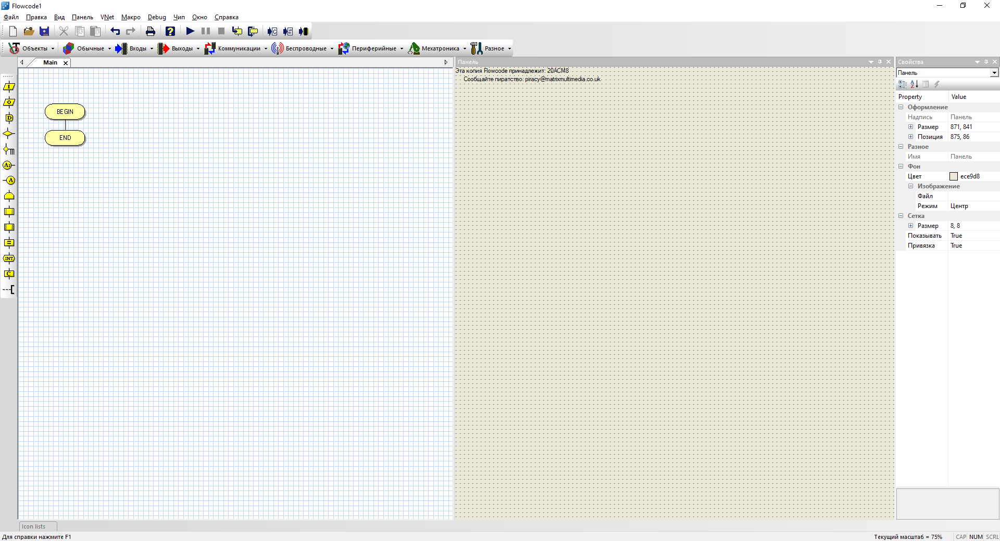 Flowcode1
Файл Правка Вид Панель VNet Макро Debug Чип Окно Справка
Объекты Обычные Входы Выходы Коммуникации Беспроводные Периферийные Мехатроника Разное
Main
Панель
Свойства
Эта копия Flowcode принадлежит: 20ACM8
Сообщайте пиратство: piracy@matrixmultimedia.co.uk
Панель
Property Value
Оформление
Надпись Панель
Размер 871, 841
Позиция 875, 86
Разное
Имя Панель
Фон
Цвет ece9d8
Изображение
Файл
Режим Центр
Сетка
Размер 8, 8
Показывать True
Привязка True
BEGIN
END
I
O
D
A:
A
=
INT
C
Icon lists
Для справки нажмите F1
Текущий масштаб = 75% CAP NUM SCRL